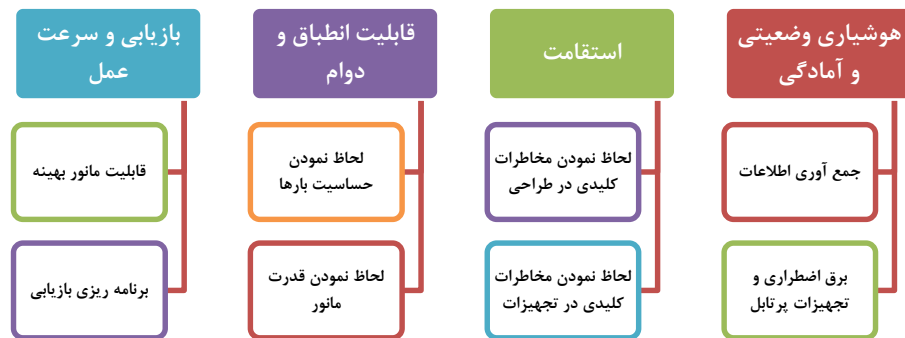 هوشیاری وضعیتی
و آمادگی
جمع آوری اطلاعات
برق اضطراری و
تجهیزات پرتابل
استقامت
لحاظ نمودن مخاطرات
کلیدی در طراحی
لحاظ نمودن مخاطرات
کلیدی در تجهیزات
قابلیت انطباق و
دوام
لحاظ نمودن
حساسیت بارها
لحاظ نمودن قدرت
مانور
بازیابی و سرعت
عمل
قابلیت مانور بهینه
برنامه ریزی بازیابی